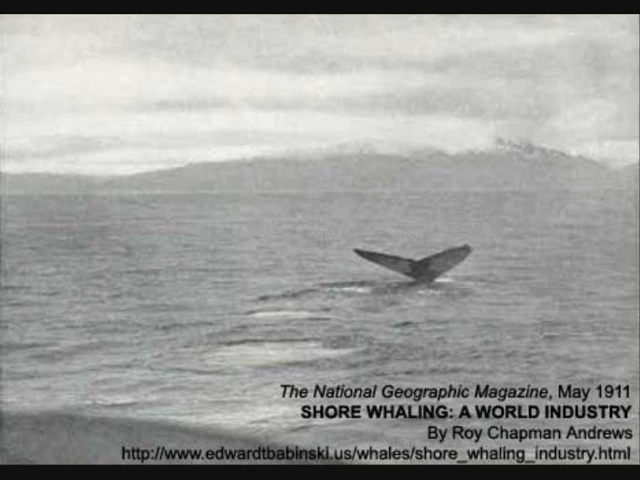 The National Geographic Magazine, May 1911
SHORE WHALING: A WORLD INDUSTRY
By Roy Chapman Andrews
http://www.edwardtbabinski.us/whales/shore_whaling_industry.html